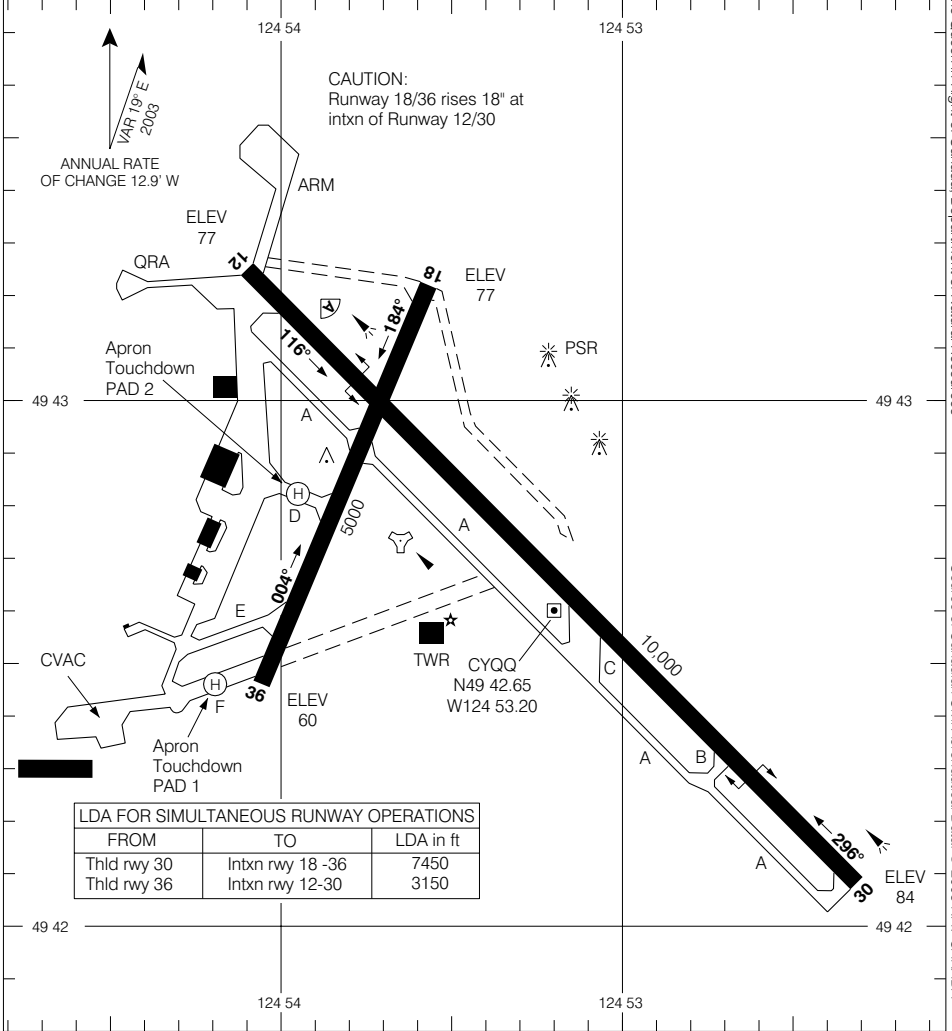 124 54
124 53
CAUTION:
Runway 18/36 rises 18" at
intxn of Runway 12/30
VAR 19° E
2003
ANNUAL RATE
OF CHANGE 12.9' W
ARM
ELEV
77
QRA
12
18
ELEV
77
A
184°
116°
PSR
Apron
Touchdown
PAD 2
49 43
49 43
A
H
D
5000
A
004°
E
CVAC
TWR
CYQQ
N49 42.65
W124 53.20
C
10,000
H
F
36
ELEV
60
Apron
Touchdown
PAD 1
A
B
LDA FOR SIMULTANEOUS RUNWAY OPERATIONS
FROM TO LDA in ft
Thld rwy 30 Intxn rwy 18 -36 7450
Thld rwy 36 Intxn rwy 12-30 3150
296°
A
30
ELEV
84
49 42
49 42
124 54
124 53